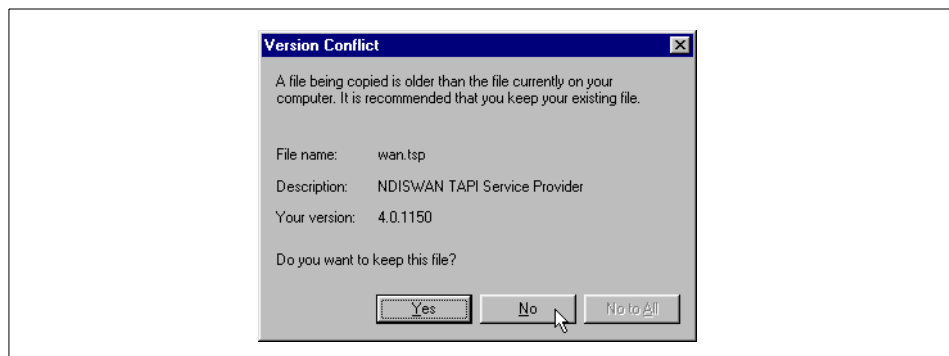 Version Conflict
A file being copied is older than the file currently on your
computer. It is recommended that you keep your existing file.
File name: wan.tsp
Description: NDISWAN TAPI Service Provider
Your version: 4.0.1150
Do you want to keep this file?
Yes No No to All